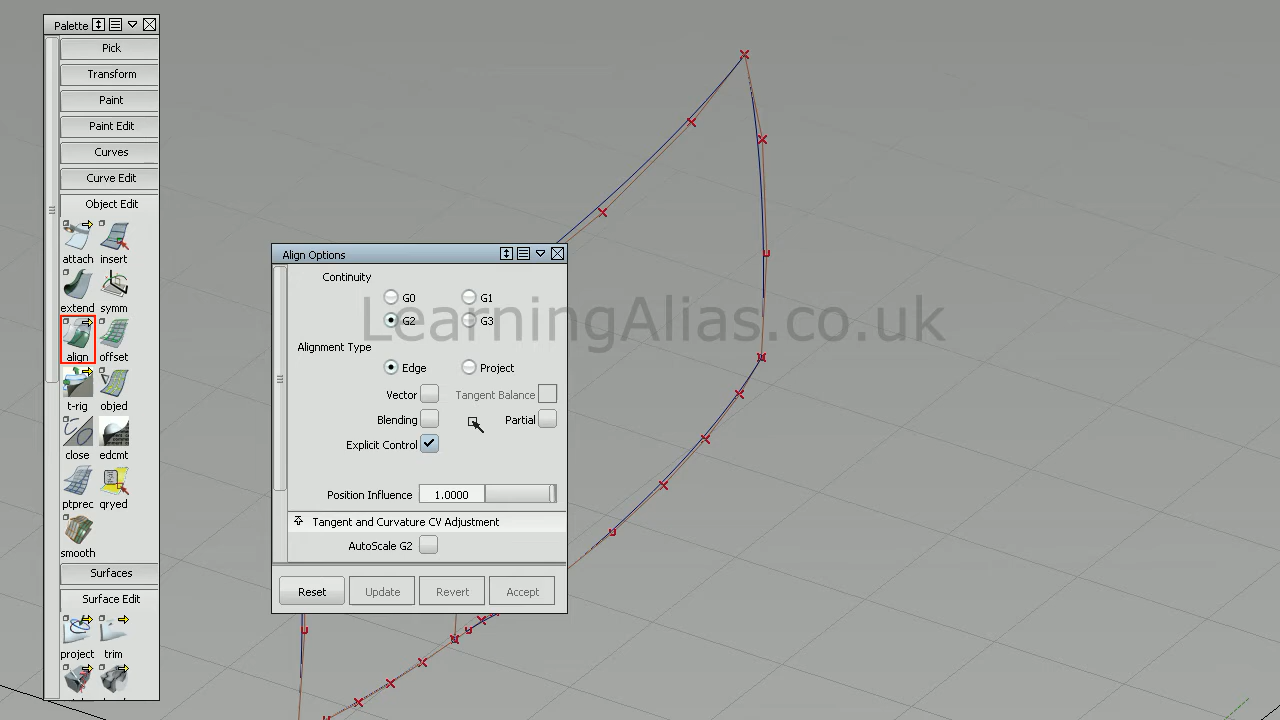 Palette
Pick
Transform
Paint
Paint Edit
Curves
Curve Edit
Object Edit
attach insert
extend symm
align offset
t-rig objed
close edcmt
ptprec qryed
smooth
Surfaces
Surface Edit
project trim
Align Options
Continuity
G0 G1
G2 G3
Alignment Type
Edge Project
Vector Tangent Balance
Blending Partial
Explicit Control
Position Influence 1.0000
Tangent and Curvature CV Adjustment
AutoScale G2
Reset Update Revert Accept
LearningAlias.co.uk